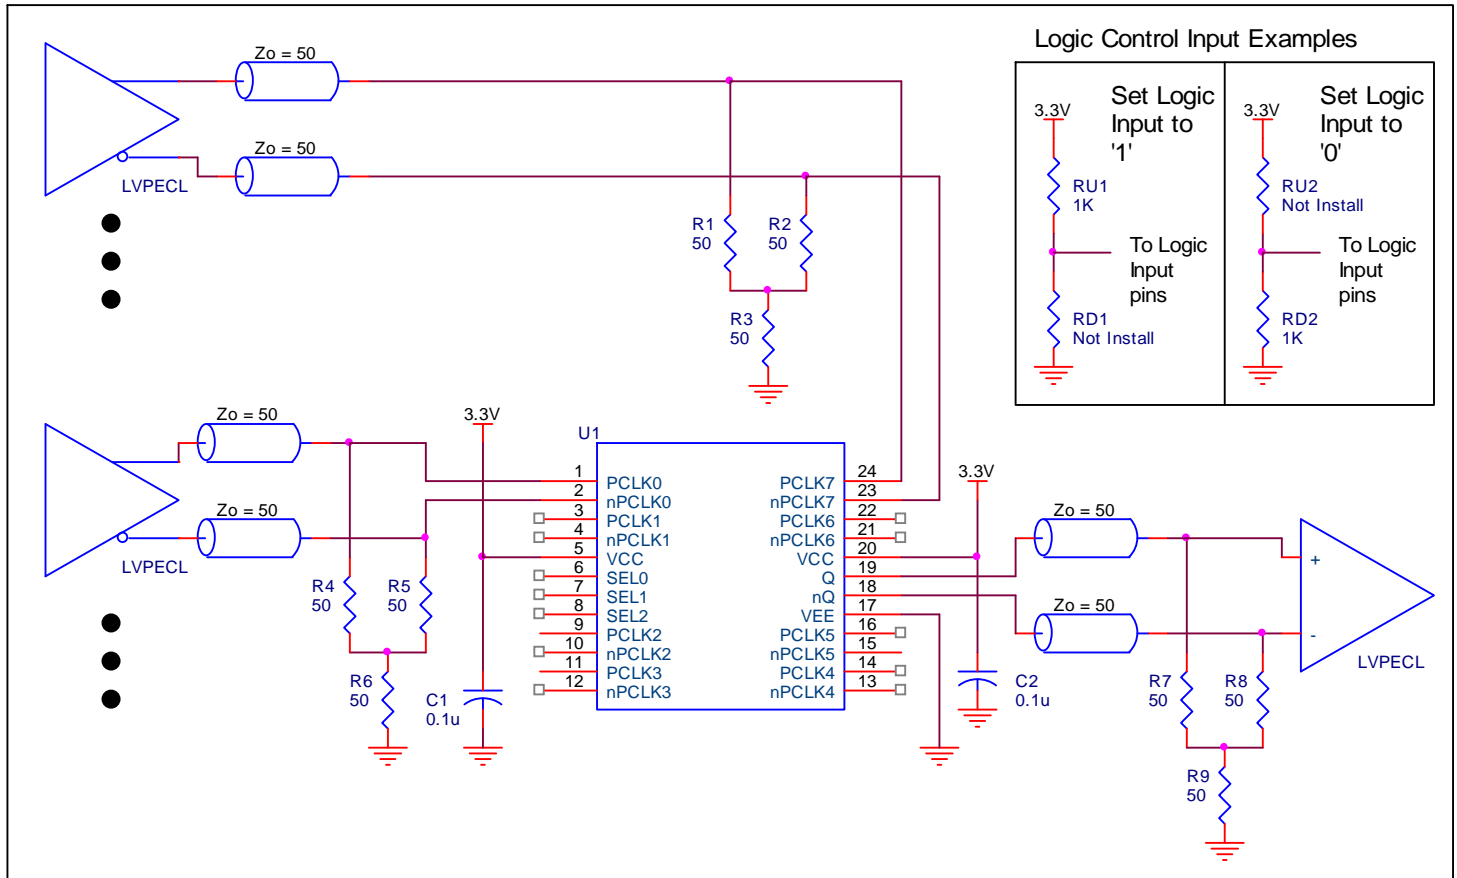 Logic Control Input Examples
Zo = 50
Zo = 50
LVPECL
3.3V
Set Logic
Input to
'1'
RU1
1K
To Logic
Input
pins
RD1
Not Install
3.3V
Set Logic
Input to
'0'
RU2
Not Install
To Logic
Input
pins
RD2
1K
R1
50
R2
50
R3
50
Zo = 50
Zo = 50
LVPECL
R4
50
R5
50
R6
50
3.3V
C1
0.1u
U1
1 PCLK0
2 nPCLK0
3 PCLK1
4 nPCLK1
5 VCC
6 SEL0
7 SEL1
8 SEL2
9 PCLK2
10 nPCLK2
11 PCLK3
12 nPCLK3
PCLK7 24
nPCLK7 23
PCLK6 22
nPCLK6 21
VCC 20
Q 19
nQ 18
VEE 17
PCLK5 16
nPCLK5 15
PCLK4 14
nPCLK4 13
3.3V
C2
0.1u
Zo = 50
Zo = 50
+
-
LVPECL
R7
50
R8
50
R9
50